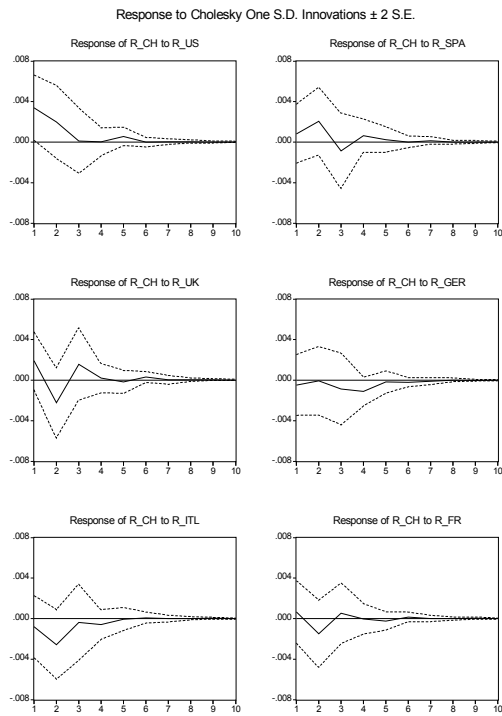 Response to Cholesky One S.D. Innovations ± 2 S.E.
Response of R_CH to R_US
.008
.004
.000
-.004
-.008
1 2 3 4 5 6 7 8 9 10
Response of R_CH to R_SPA
.008
.004
.000
-.004
-.008
1 2 3 4 5 6 7 8 9 10
Response of R_CH to R_UK
.008
.004
.000
-.004
-.008
1 2 3 4 5 6 7 8 9 10
Response of R_CH to R_GER
.008
.004
.000
-.004
-.008
1 2 3 4 5 6 7 8 9 10
Response of R_CH to R_ITL
.008
.004
.000
-.004
-.008
1 2 3 4 5 6 7 8 9 10
Response of R_CH to R_FR
.008
.004
.000
-.004
-.008
1 2 3 4 5 6 7 8 9 10